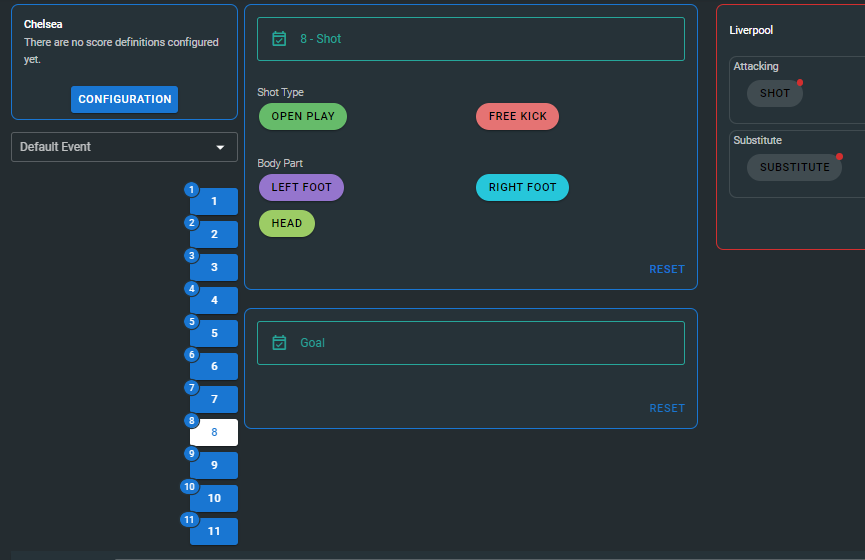 Chelsea
There are no score definitions configured
yet.
CONFIGURATION
Default Event
1
1
2
2
3
3
4
4
5
5
6
6
7
7
8
8
9
9
10
10
11
11
8 - Shot
Shot Type
OPEN PLAY
FREE KICK
Body Part
LEFT FOOT
RIGHT FOOT
HEAD
RESET
Goal
RESET
Liverpool
Attacking
SHOT
Substitute
SUBSTITUTE